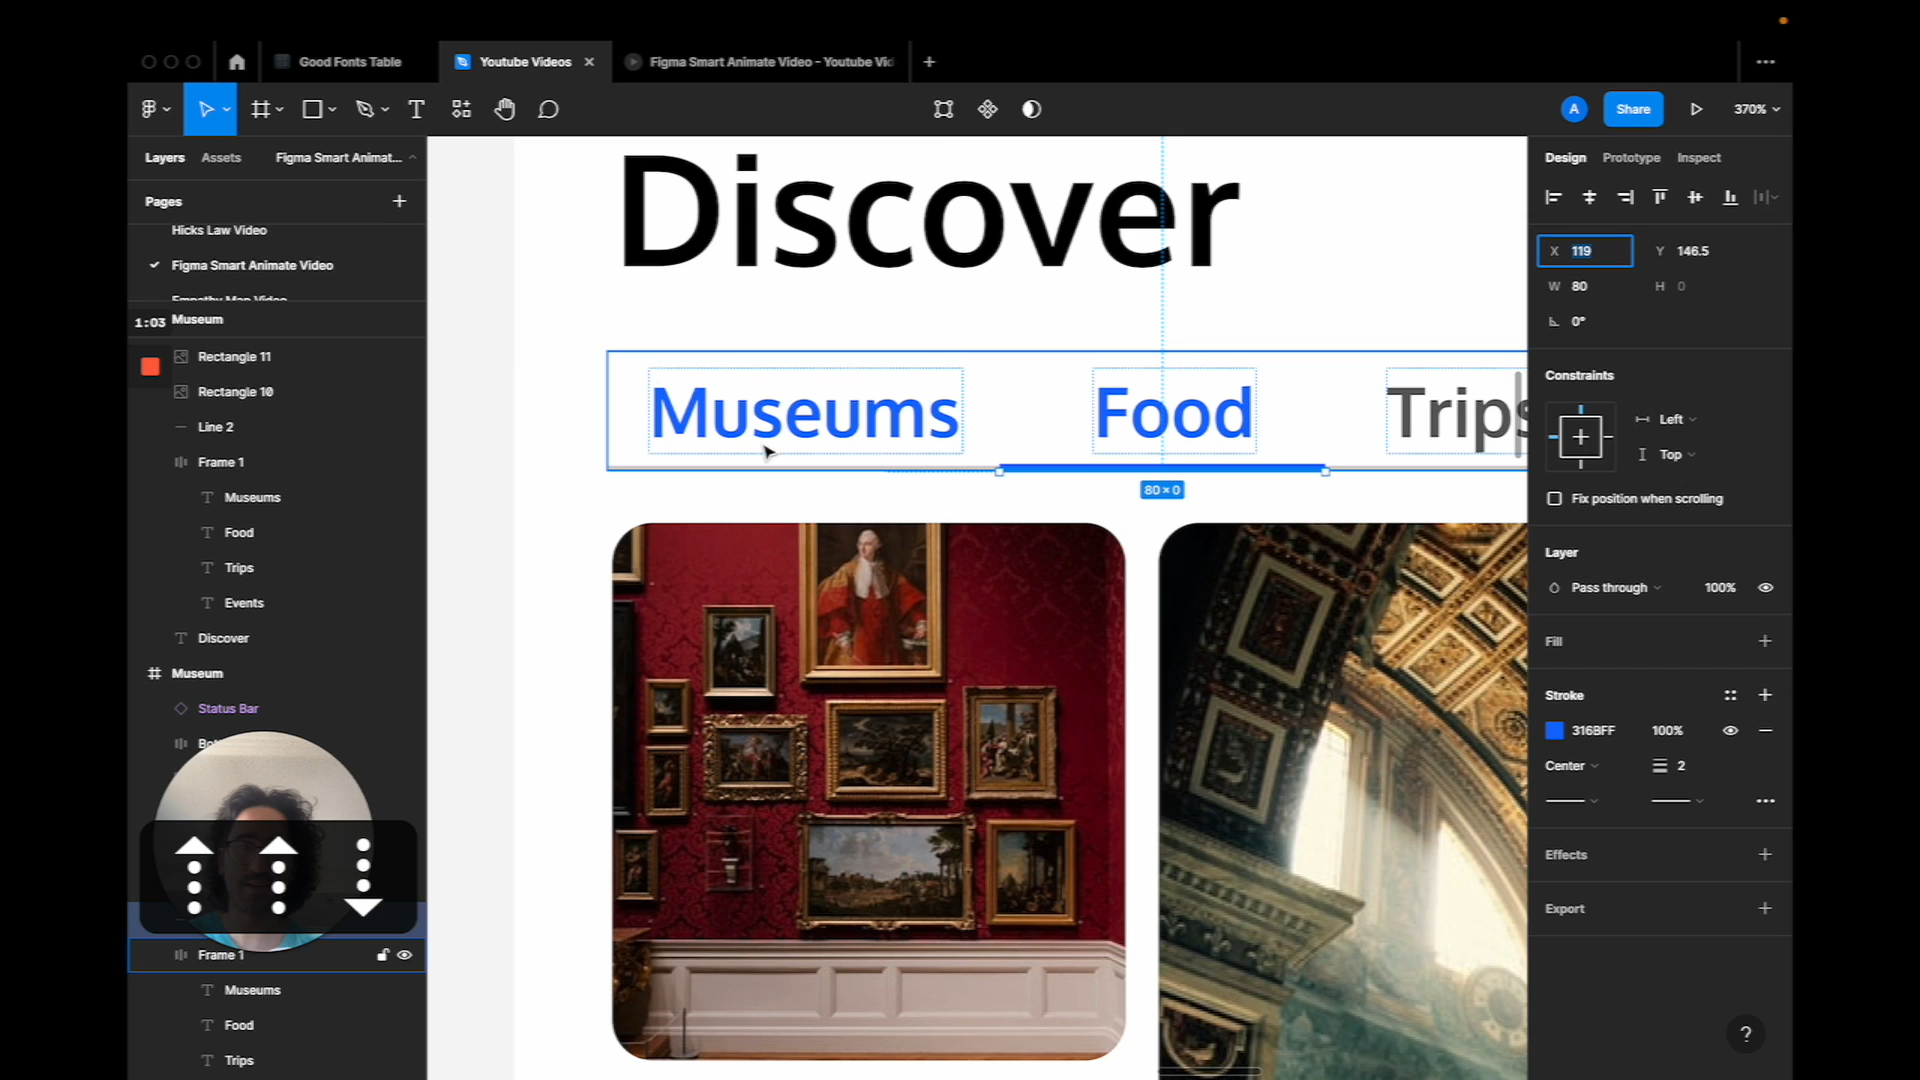 Good Fonts Table
Youtube Videos
Figma Smart Animate Video - Youtube Vid
A
Share
370%
Layers
Assets
Figma Smart Animat...
Pages
Hicks Law Video
Figma Smart Animate Video
Empathy Map Video
1:03
Museum
Rectangle 11
Rectangle 10
Line 2
Frame 1
Museums
Food
Trips
Events
Discover
Museum
Status Bar
Frame 1
Museums
Food
Trips
Discover
Museums
Food
Trips
80 × 0
Design
Prototype
Inspect
X 119
Y 146.5
W 80
H 0
0°
Constraints
Left
Top
Fix position when scrolling
Layer
Pass through
100%
Fill
Stroke
316BFF
100%
Center
2
Effects
Export
?